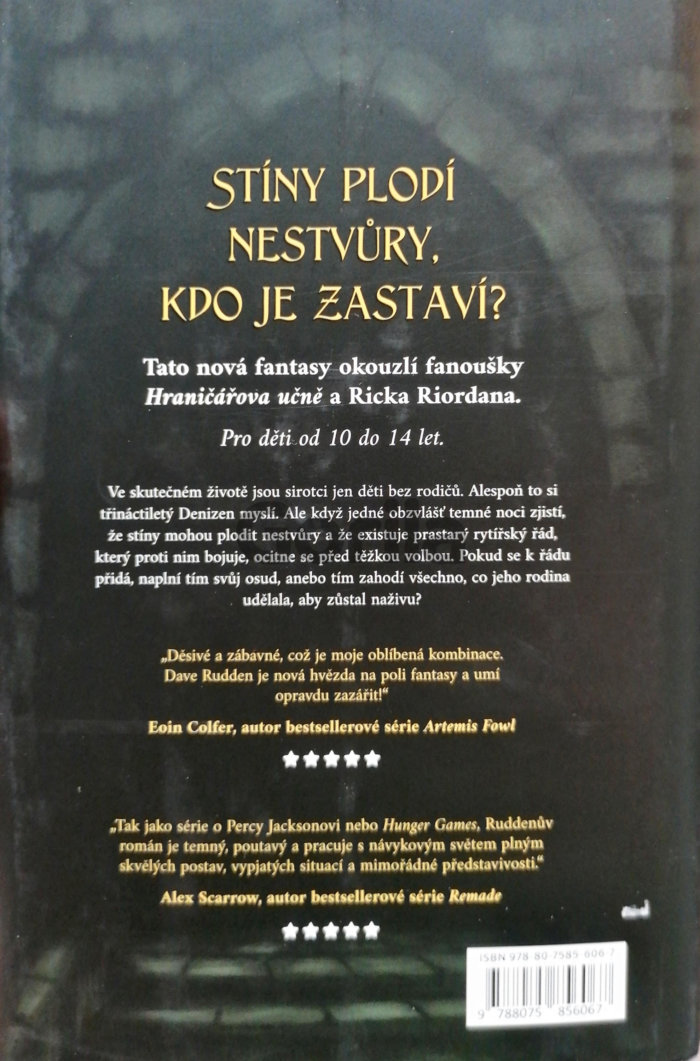 STÍNY PLODÍ
NESTVŮRY,
KDO JE ZASTAVÍ?
Tato nová fantasy okouzlí fanoušky
Hraničářova učně a Ricka Riordana.
Pro děti od 10 do 14 let.
Ve skutečném životě jsou sirotci jen děti bez rodičů. Alespoň to si
třináctiletý Denizen myslí. Ale když jedné obzvlášť temné noci zjistí,
že stíny mohou plodit nestvůry a že existuje prastarý rytířský řád,
který proti nim bojuje, ocitne se před těžkou volbou. Pokud se k řádu
přidá, naplní tím svůj osud, anebo tím zahodí všechno, co jeho rodina
udělala, aby zůstal naživu?
„Děsivé a zábavné, což je moje oblíbená kombinace.
Dave Rudden je nová hvězda na poli fantasy a umí
opravdu zazářit!“
Eoin Colfer, autor bestsellerové série Artemis Fowl
„Tak jako série o Percy Jacksonovi nebo Hunger Games, Ruddenův
román je temný, poutavý a pracuje s návykovým světem plným
skvělých postav, vypjatých situací a mimořádné představivosti.“
Alex Scarrow, autor bestsellerové série Remade
ISBN 978 80 7585 606 7
9 788075 856067